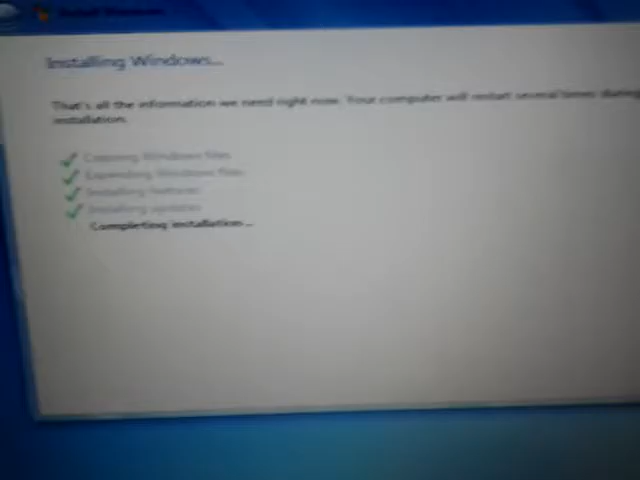 Install Windows
Installing Windows...
That's all the information we need right now. Your computer will restart several times during
installation.
Copying Windows files
Expanding Windows files
Installing features
Installing updates
Completing installation...